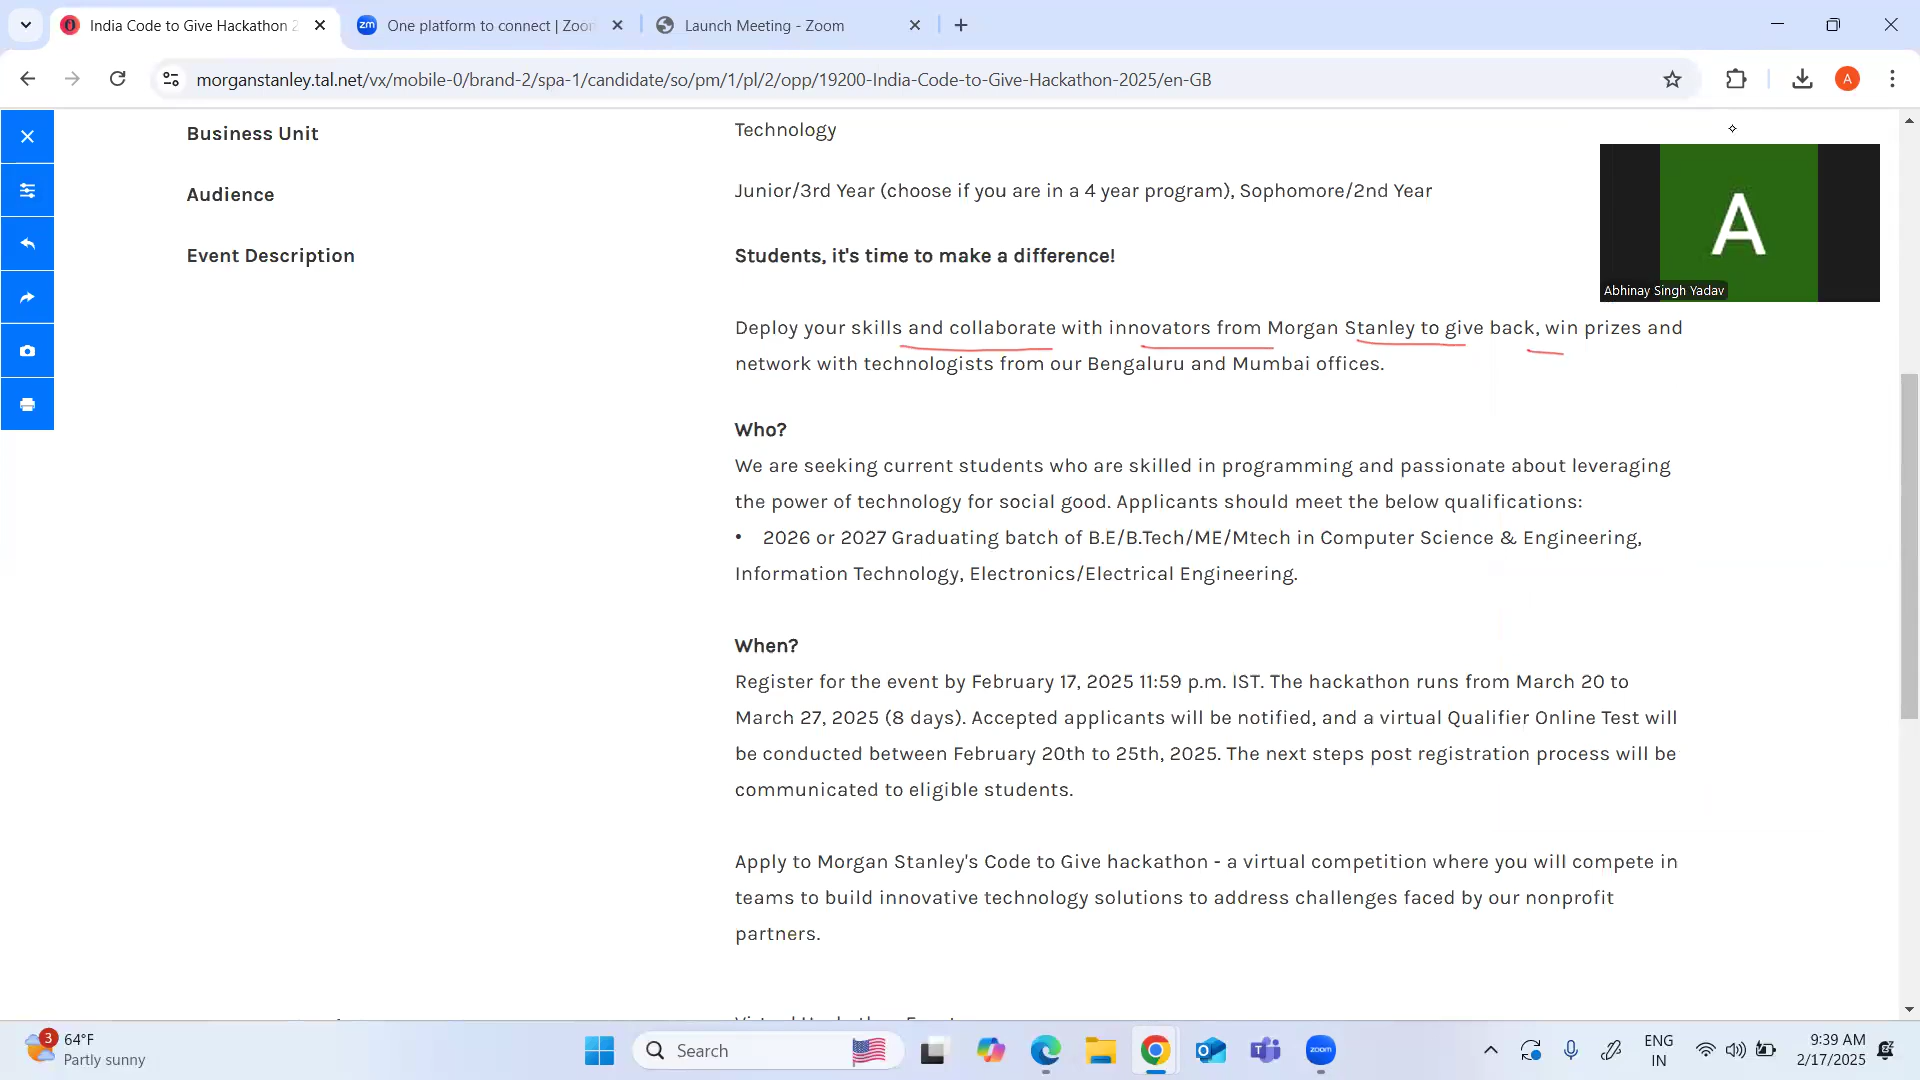 India Code to Give Hackathon 2
One platform to connect | Zoom
Launch Meeting - Zoom
morganstanley.tal.net/vx/mobile-0/brand-2/spa-1/candidate/so/pm/1/pl/2/opp/19200-India-Code-to-Give-Hackathon-2025/en-GB
A
Business Unit
Technology
Audience
Junior/3rd Year (choose if you are in a 4 year program), Sophomore/2nd Year
A
Abhinay Singh Yadav
Event Description
Students, it's time to make a difference!
Deploy your skills and collaborate with innovators from Morgan Stanley to give back, win prizes and
network with technologists from our Bengaluru and Mumbai offices.
Who?
We are seeking current students who are skilled in programming and passionate about leveraging
the power of technology for social good. Applicants should meet the below qualifications:
• 2026 or 2027 Graduating batch of B.E/B.Tech/ME/Mtech in Computer Science & Engineering,
Information Technology, Electronics/Electrical Engineering.
When?
Register for the event by February 17, 2025 11:59 p.m. IST. The hackathon runs from March 20 to
March 27, 2025 (8 days). Accepted applicants will be notified, and a virtual Qualifier Online Test will
be conducted between February 20th to 25th, 2025. The next steps post registration process will be
communicated to eligible students.
Apply to Morgan Stanley's Code to Give hackathon - a virtual competition where you will compete in
teams to build innovative technology solutions to address challenges faced by our nonprofit
partners.
3
64°F
Partly sunny
Search
zoom
ENG
IN
9:39 AM
2/17/2025